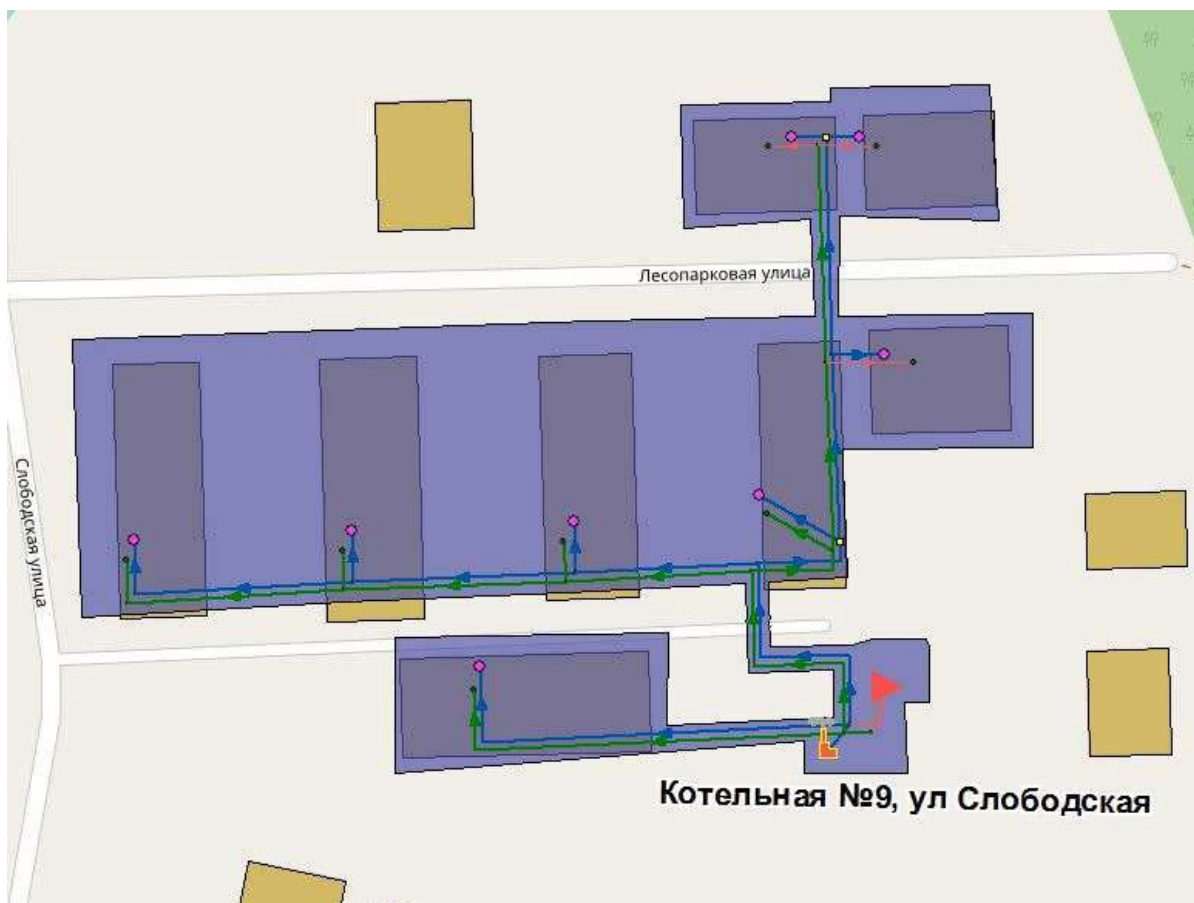 Лесопарковая улица
Слободская улица
Котельная №9, ул Слободская